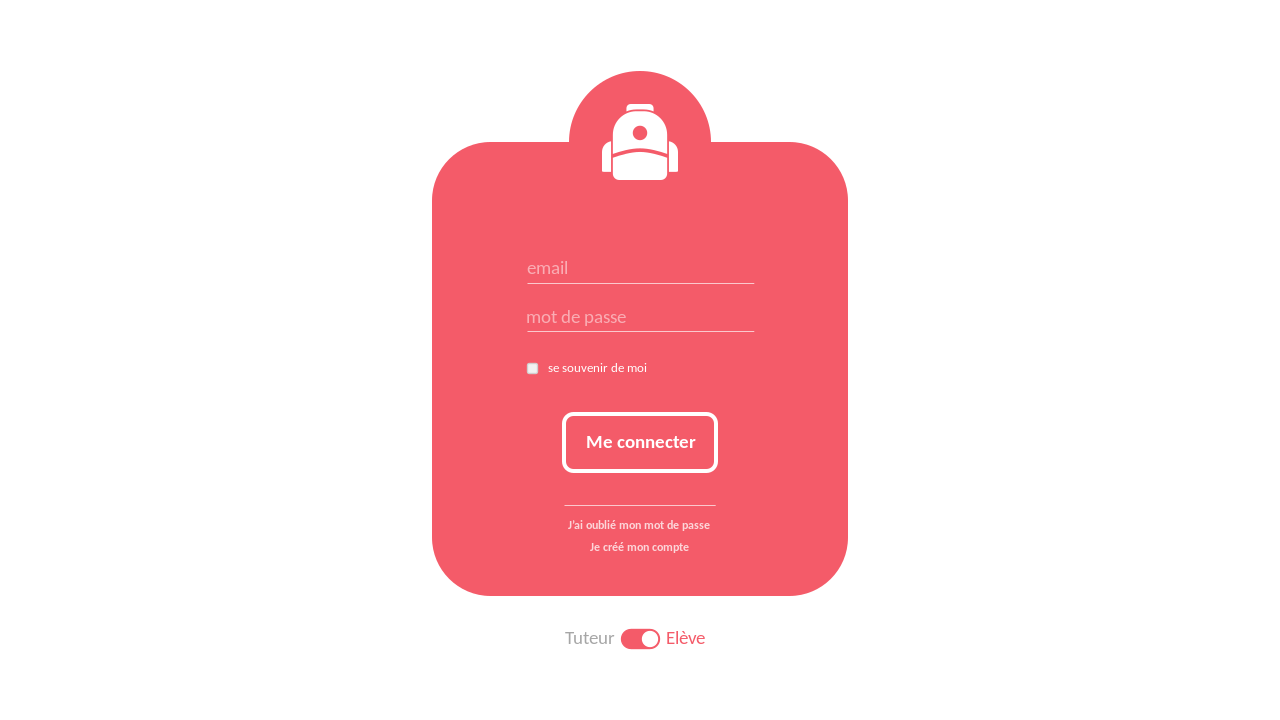 email
mot de passe
se souvenir de moi
Me connecter
J'ai oublié mon mot de passe
Je créé mon compte
Tuteur Elève